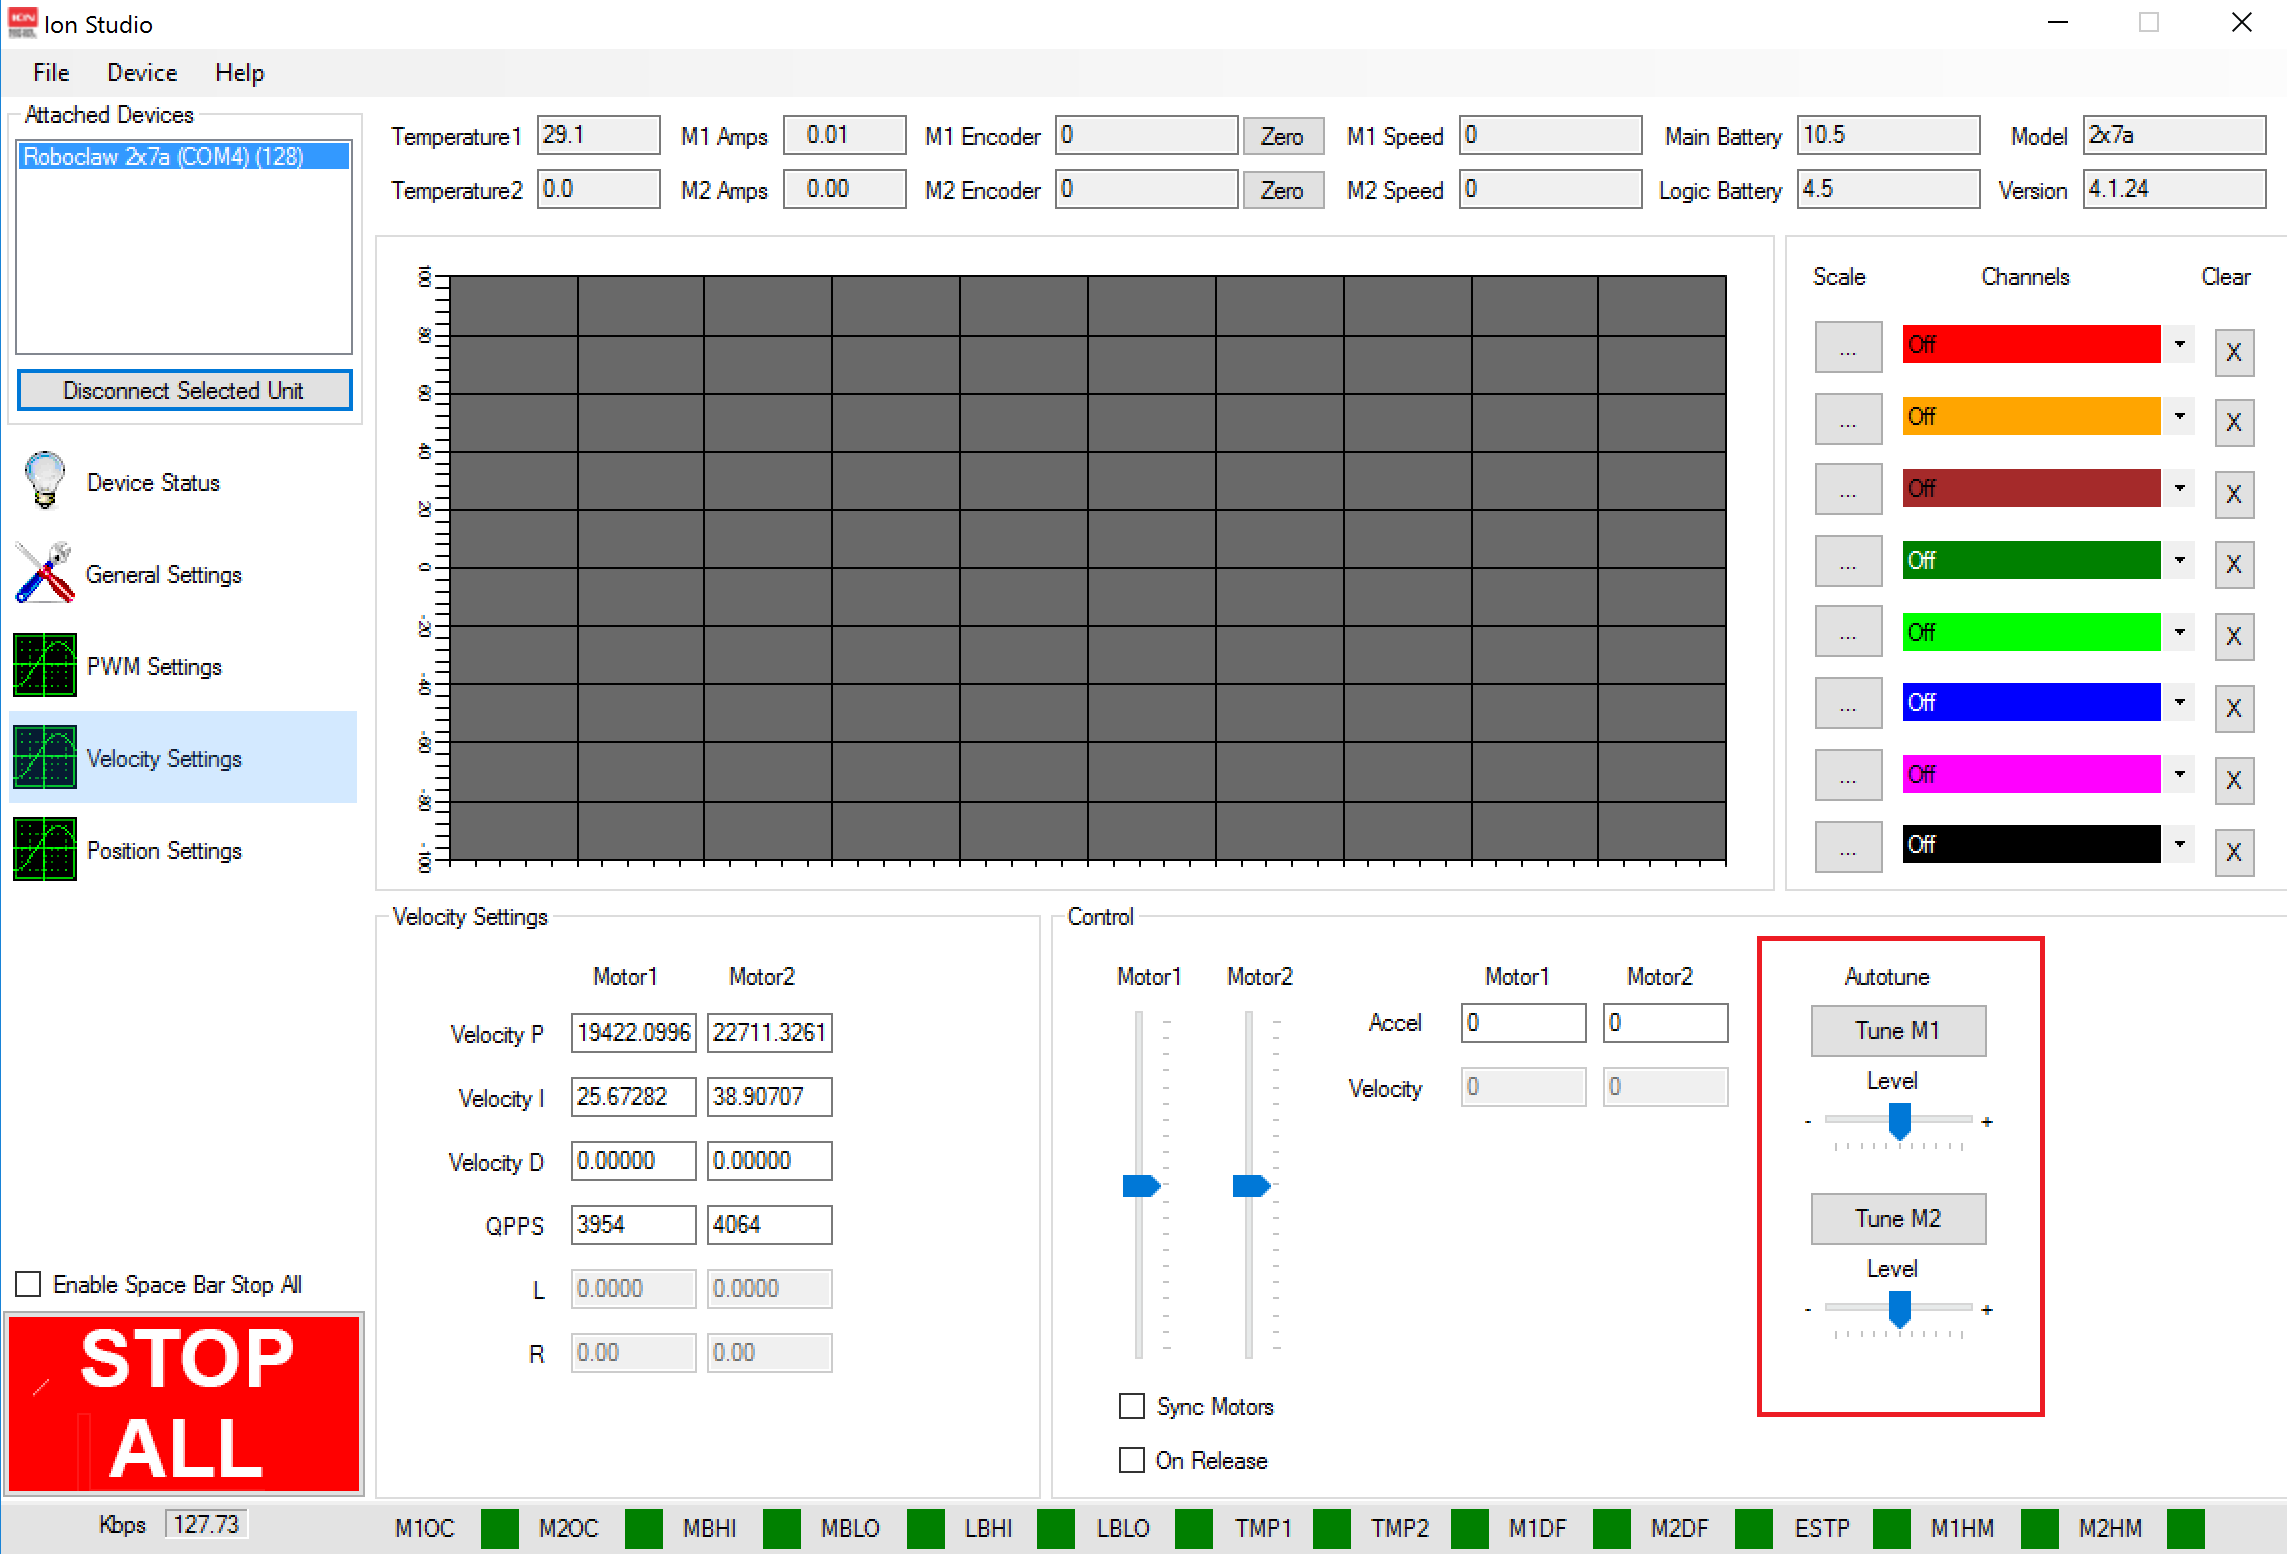 ION
Ion Studio
File Device Help
Attached Devices
Roboclaw 2x7a (COM4) (128)
Disconnect Selected Unit
Temperature1 29.1 M1 Amps 0.01 M1 Encoder 0 Zero M1 Speed 0 Main Battery 10.5 Model 2x7a
Temperature2 0.0 M2 Amps 0.00 M2 Encoder 0 Zero M2 Speed 0 Logic Battery 4.5 Version 4.1.24
Device Status
General Settings
PWM Settings
Velocity Settings
Position Settings
100
80
60
40
20
0
-20
-40
-60
-80
-100
Scale Channels Clear
... Off X
... Off X
... Off X
... Off X
... Off X
... Off X
... Off X
... Off X
Velocity Settings
Motor1 Motor2
Velocity P 19422.0996 22711.3261
Velocity I 25.67282 38.90707
Velocity D 0.00000 0.00000
QPPS 3954 4064
L 0.0000 0.0000
R 0.00 0.00
Control
Motor1 Motor2
Motor1 Motor2
Accel 0 0
Velocity 0 0
Sync Motors
On Release
Autotune
Tune M1
Level
- +
Tune M2
Level
- +
Enable Space Bar Stop All
STOP
ALL
Kbps 127.73 M1OC M2OC MBHI MBLO LBHI LBLO TMP1 TMP2 M1DF M2DF ESTP M1HM M2HM